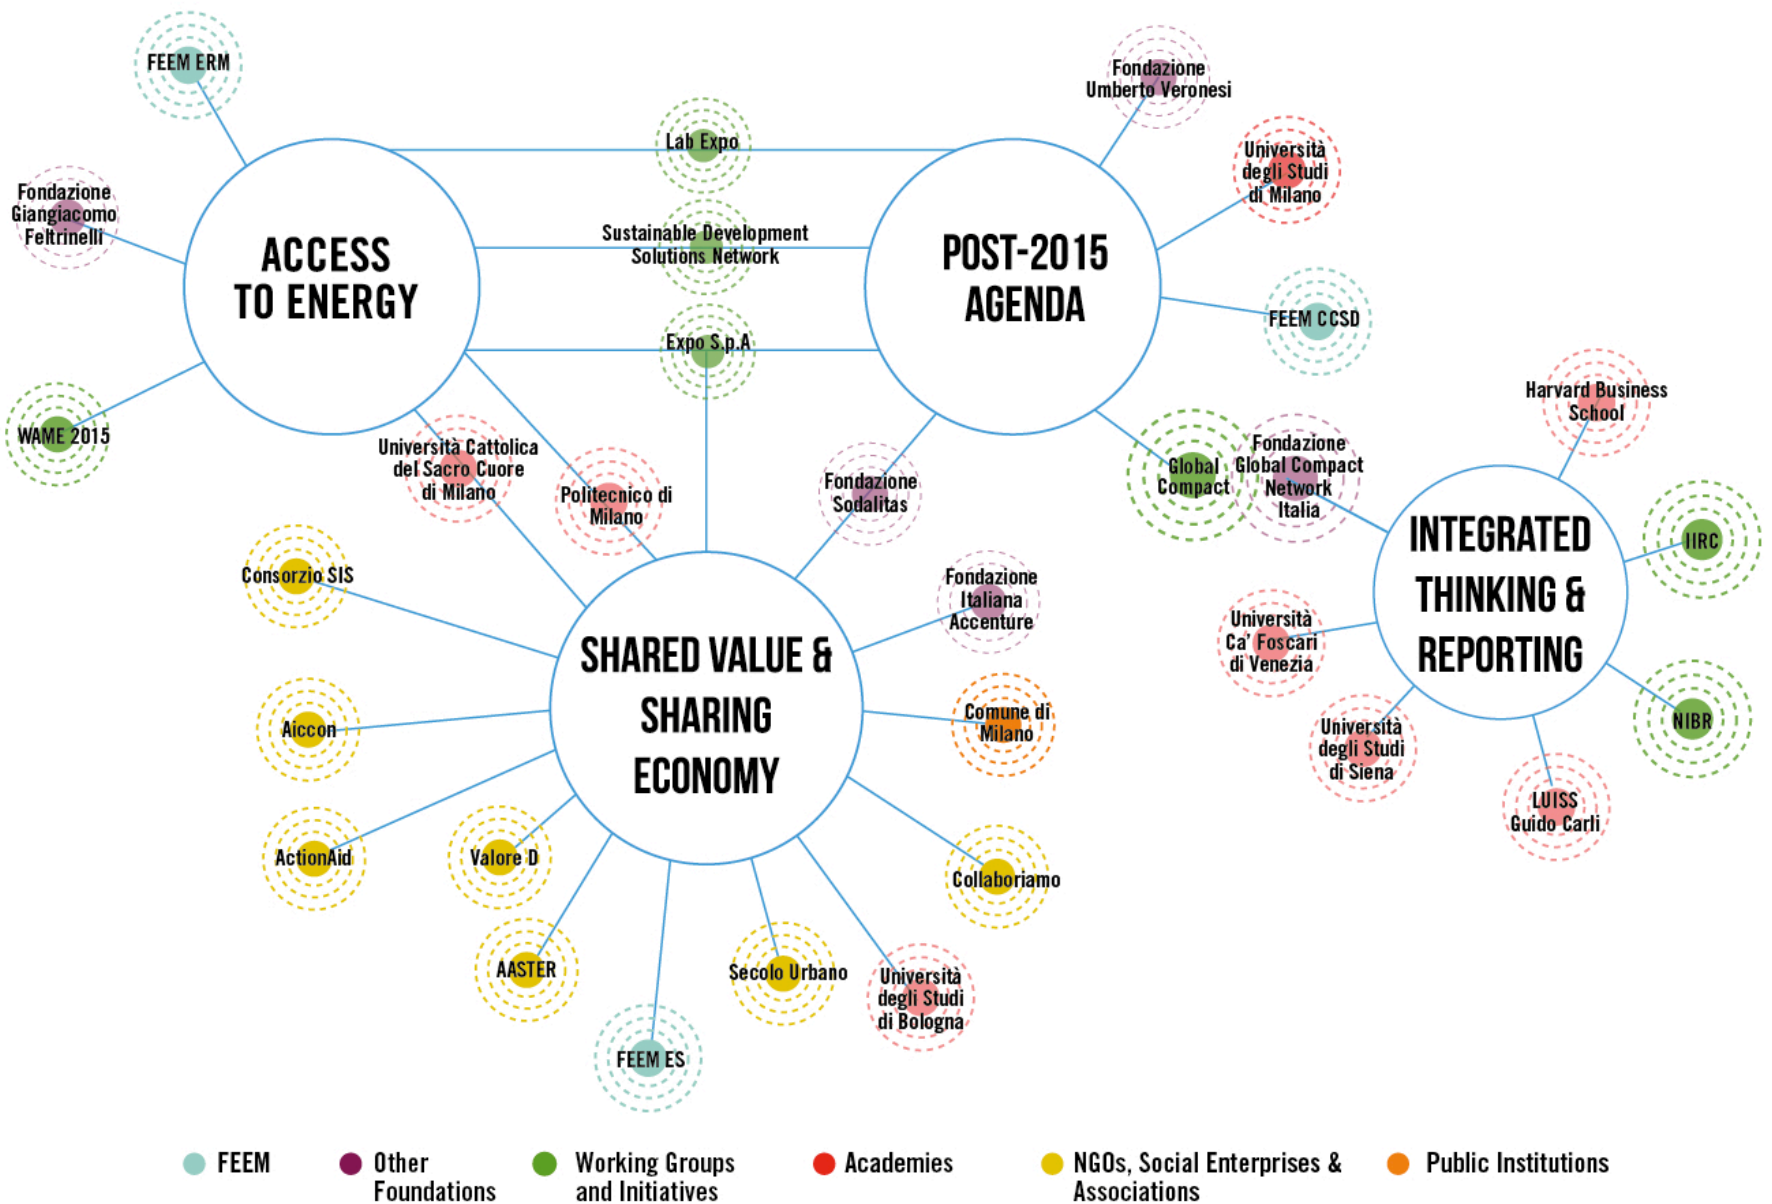 FEEM ERM
Fondazione
Giangiacomo
Feltrinelli
WAME 2015
ACCESS
TO ENERGY
Lab Expo
Sustainable Development
Solutions Network
Expo S.p.A
POST-2015
AGENDA
Fondazione
Umberto Veronesi
Università
degli Studi
di Milano
FEEM CCSD
Global
Compact
Fondazione
Global Compact
Network
Italia
Harvard Business
School
INTEGRATED
THINKING &
REPORTING
IIRC
NIBR
LUISS
Guido Carli
Università
degli Studi
di Siena
Università
Ca' Foscari
di Venezia
Università Cattolica
del Sacro Cuore
di Milano
Politecnico di
Milano
Fondazione
Sodalitas
SHARED VALUE &
SHARING
ECONOMY
Fondazione
Italiana
Accenture
Comune di
Milano
Collaboriamo
Università
degli Studi
di Bologna
Secolo Urbano
FEEM ES
AASTER
Valore D
ActionAid
Aiccon
Consorzio SIS
FEEM
Other
Foundations
Working Groups
and Initiatives
Academies
NGOs, Social Enterprises &
Associations
Public Institutions